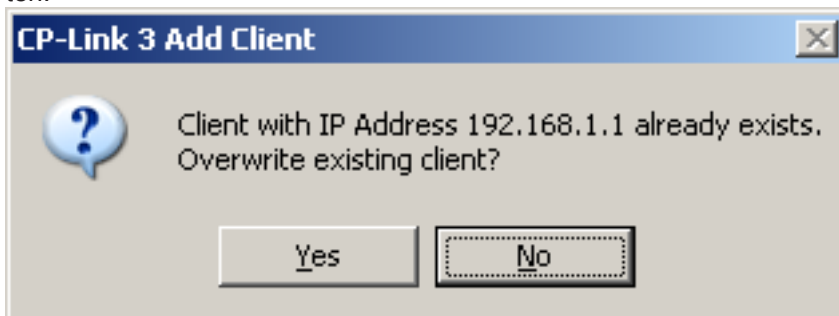 CP-Link 3 Add Client
Client with IP Address 192.168.1.1 already exists.
Overwrite existing client?
Yes
No